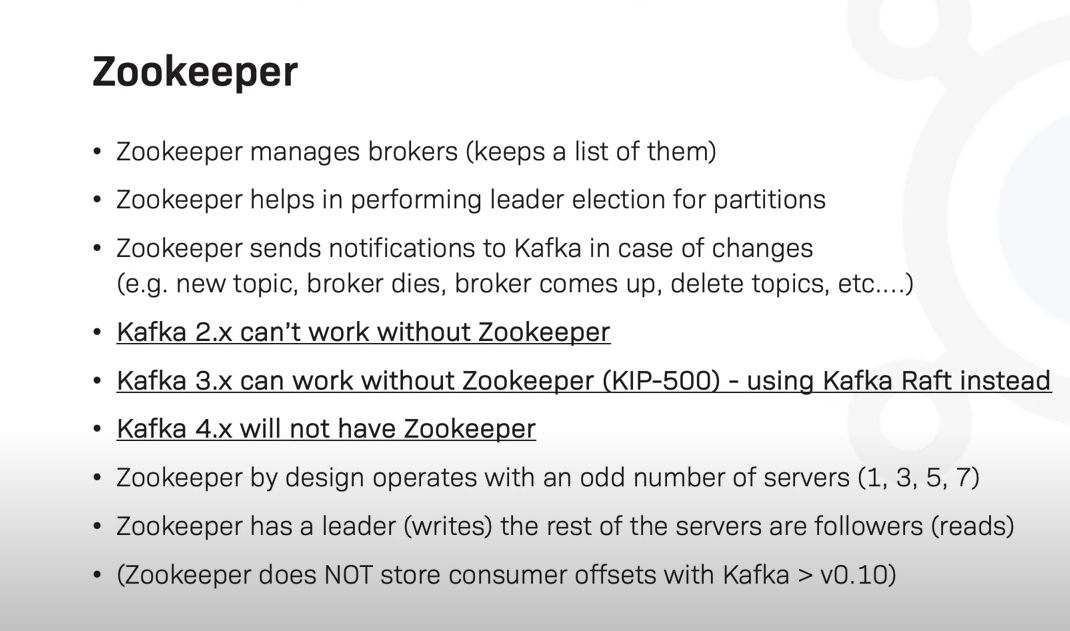 Zookeeper
• Zookeeper manages brokers (keeps a list of them)
• Zookeeper helps in performing leader election for partitions
• Zookeeper sends notifications to Kafka in case of changes
(e.g. new topic, broker dies, broker comes up, delete topics, etc....)
• Kafka 2.x can't work without Zookeeper
• Kafka 3.x can work without Zookeeper (KIP-500) - using Kafka Raft instead
• Kafka 4.x will not have Zookeeper
• Zookeeper by design operates with an odd number of servers (1, 3, 5, 7)
• Zookeeper has a leader (writes) the rest of the servers are followers (reads)
• (Zookeeper does NOT store consumer offsets with Kafka > v0.10)